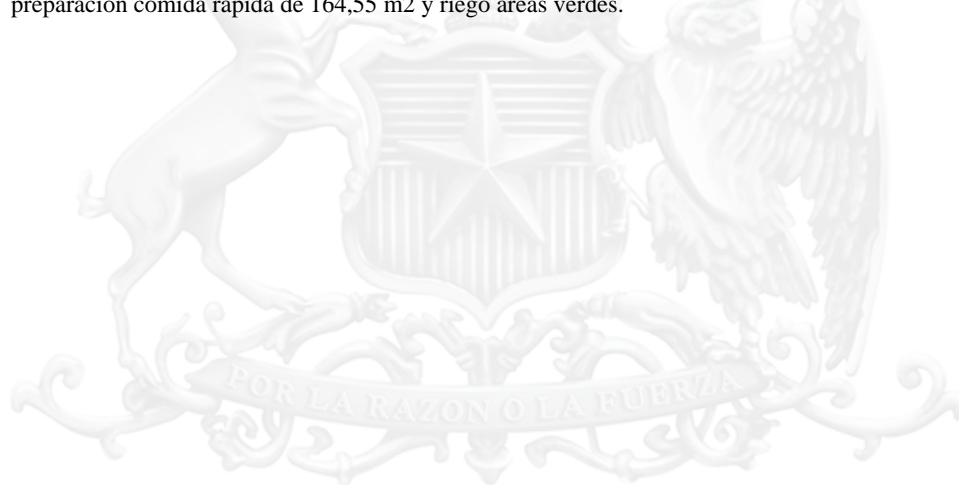 preparación comida rápida de 164,55 m2 y riego áreas verdes.
POR LA RAZON O LA FUERZA